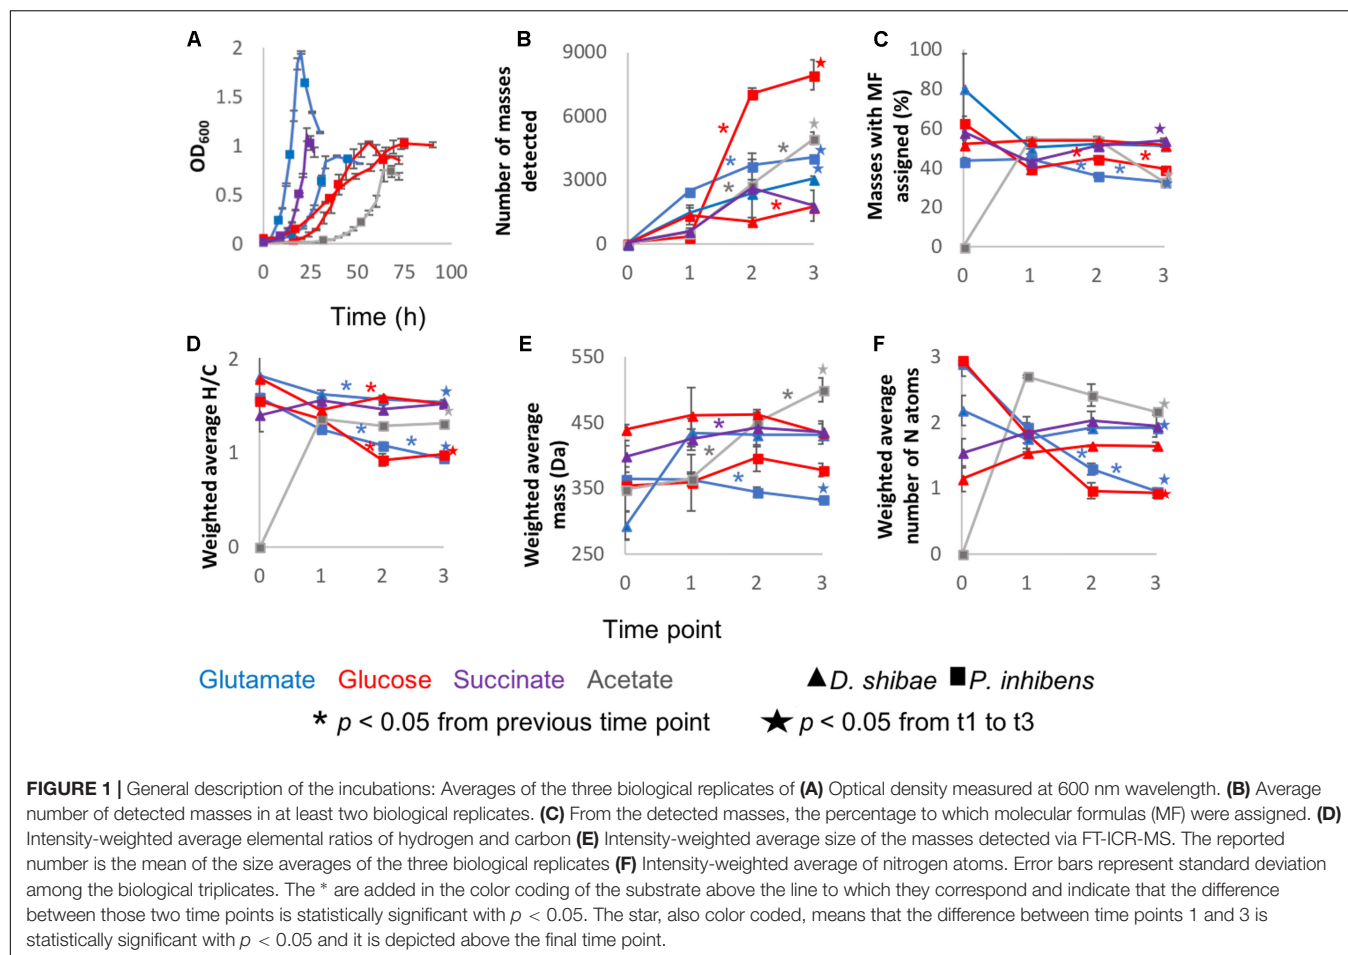 A
2
1.5
1
0.5
0
OD600
0 25 50 75 100
Time (h)
B
9000
6000
3000
0
Number of masses
detected
0 1 2 3
C
100
80
60
40
20
0
Masses with MF
assigned (%)
0 1 2 3
D
2
1
0
Weighted average H/C
0 1 2 3
E
550
450
350
250
Weighted average
mass (Da)
0 1 2 3
F
3
2
1
0
Weighted average
number of N atoms
0 1 2 3
Time point
Glutamate Glucose Succinate Acetate ▲D. shibae ■P. inhibens
* p < 0.05 from previous time point ★ p < 0.05 from t1 to t3
FIGURE 1 | General description of the incubations: Averages of the three biological replicates of (A) Optical density measured at 600 nm wavelength. (B) Average
number of detected masses in at least two biological replicates. (C) From the detected masses, the percentage to which molecular formulas (MF) were assigned. (D)
Intensity-weighted average elemental ratios of hydrogen and carbon (E) Intensity-weighted average size of the masses detected via FT-ICR-MS. The reported
number is the mean of the size averages of the three biological replicates (F) Intensity-weighted average of nitrogen atoms. Error bars represent standard deviation
among the biological triplicates. The * are added in the color coding of the substrate above the line to which they correspond and indicate that the difference
between those two time points is statistically significant with p < 0.05. The star, also color coded, means that the difference between time points 1 and 3 is
statistically significant with p < 0.05 and it is depicted above the final time point.